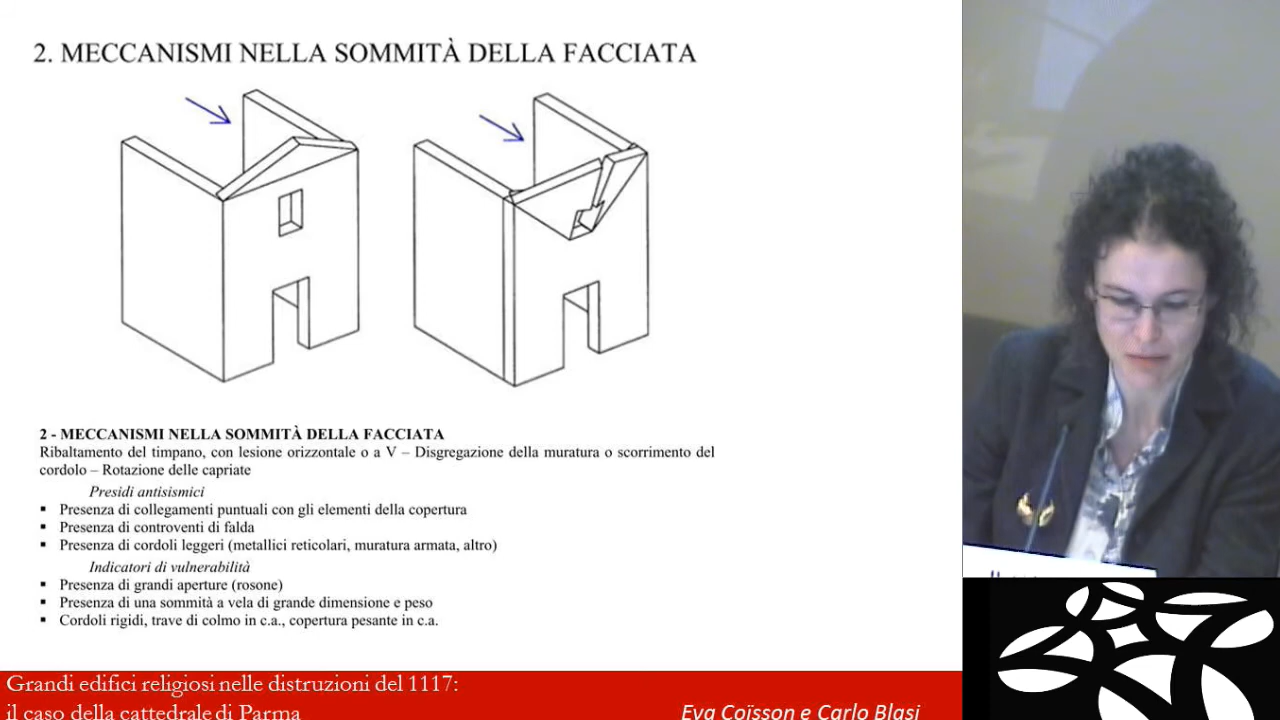 2. MECCANISMI NELLA SOMMITÀ DELLA FACCIATA
2 - MECCANISMI NELLA SOMMITÀ DELLA FACCIATA
Ribaltamento del timpano, con lesione orizzontale o a V – Disgregazione della muratura o scorrimento del
cordolo – Rotazione delle capriate
Presidi antisismici
▪ Presenza di collegamenti puntuali con gli elementi della copertura
▪ Presenza di controventi di falda
▪ Presenza di cordoli leggeri (metallici reticolari, muratura armata, altro)
Indicatori di vulnerabilità
▪ Presenza di grandi aperture (rosone)
▪ Presenza di una sommità a vela di grande dimensione e peso
▪ Cordoli rigidi, trave di colmo in c.a., copertura pesante in c.a.
Grandi edifici religiosi nelle distruzioni del 1117:
il caso della cattedrale di Parma
Eva Coïsson e Carlo Blasi